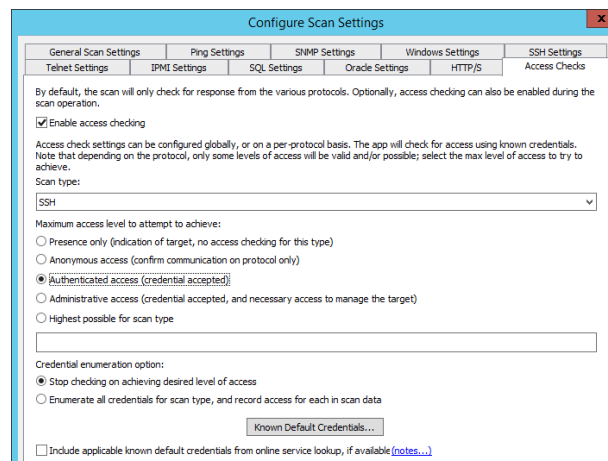 Configure Scan Settings
x
General Scan Settings
Ping Settings
SNMP Settings
Windows Settings
SSH Settings
Telnet Settings
IPMI Settings
SQL Settings
Oracle Settings
HTTP/S
Access Checks
By default, the scan will only check for response from the various protocols. Optionally, access checking can also be enabled during the
scan operation.
Enable access checking
Access check settings can be configured globally, or on a per-protocol basis. The app will check for access using known credentials.
Note that depending on the protocol, only some levels of access will be valid and/or possible; select the max level of access to try to
achieve.
Scan type:
SSH
Maximum access level to attempt to achieve:
Presence only (indication of target, no access checking for this type)
Anonymous access (confirm communication on protocol only)
Authenticated access (credential accepted)
Administrative access (credential accepted, and necessary access to manage the target)
Highest possible for scan type
Credential enumeration option:
Stop checking on achieving desired level of access
Enumerate all credentials for scan type, and record access for each in scan data
Known Default Credentials...
Include applicable known default credentials from online service lookup, if available (notes...)